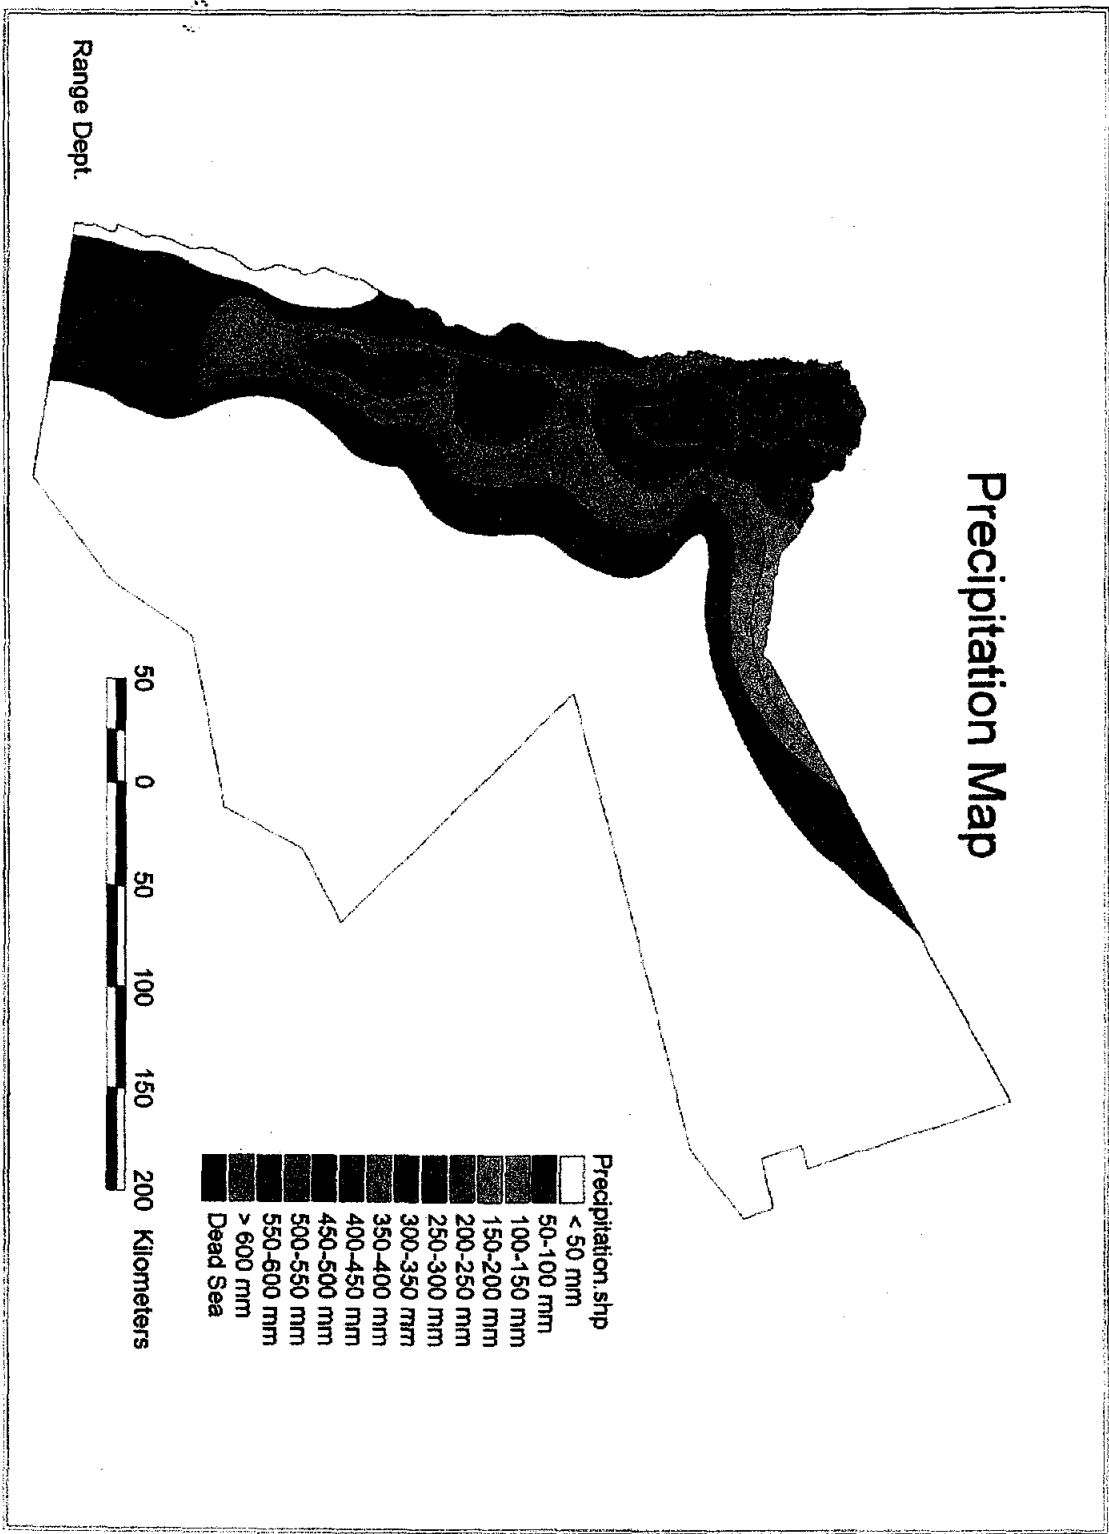 Precipitation Map
Precipitation.shp
< 50 mm
50-100 mm
100-150 mm
150-200 mm
200-250 mm
250-300 mm
300-350 mm
350-400 mm
400-450 mm
450-500 mm
500-550 mm
550-600 mm
> 600 mm
Dead Sea
50 0 50 100 150 200 Kilometers
Range Dept.